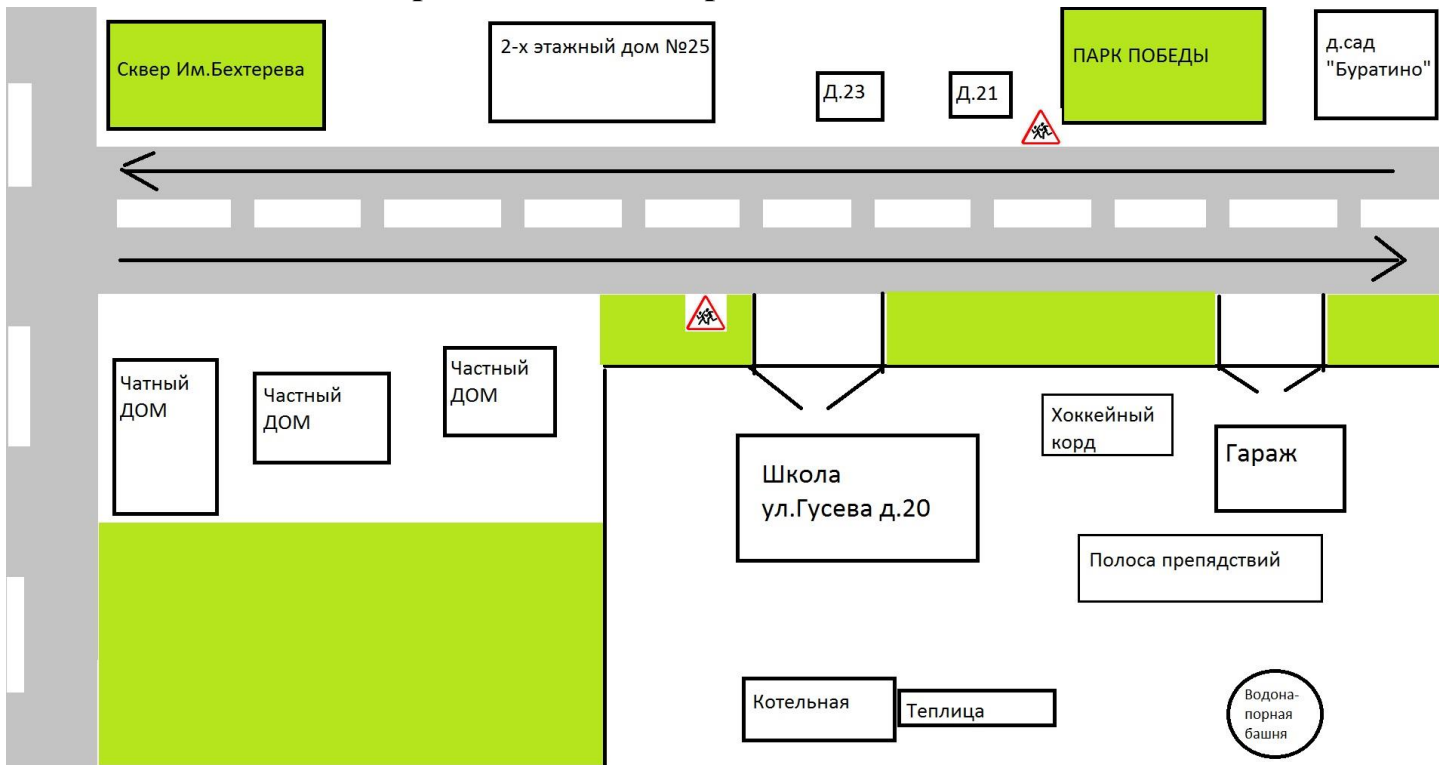 Сквер Им.Бехтерева
2-х этажный дом №25
Д.23
Д.21
ПАРК ПОБЕДЫ
д.сад
"Буратино"
Чатный
ДОМ
Частный
ДОМ
Частный
ДОМ
Школа
ул.Гусева д.20
Хоккейный
корд
Гараж
Полоса препядствий
Котельная
Теплица
Водона-
порная
башня